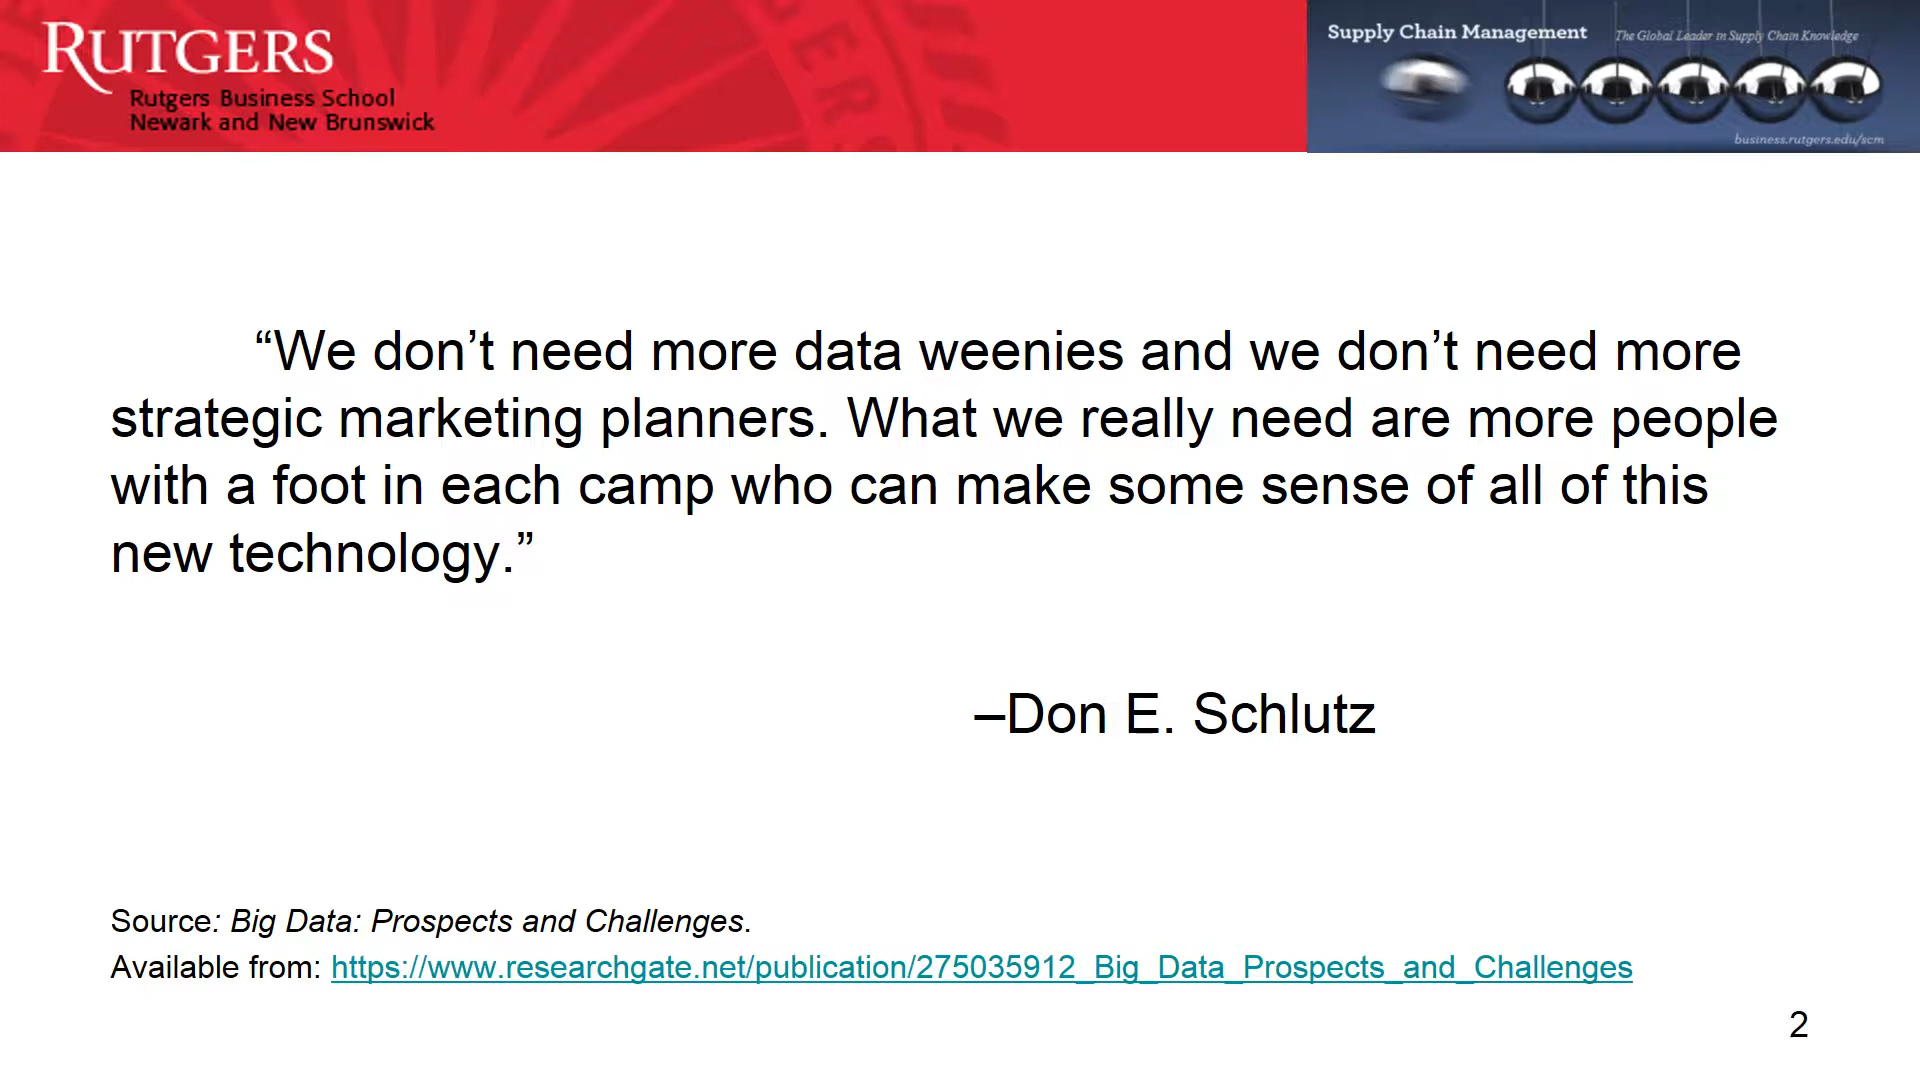 RUTGERS
Rutgers Business School
Newark and New Brunswick
Supply Chain Management
The Global Leader in Supply Chain Knowledge
business.rutgers.edu/scm
“We don’t need more data weenies and we don’t need more
strategic marketing planners. What we really need are more people
with a foot in each camp who can make some sense of all of this
new technology.”
–Don E. Schlutz
Source: Big Data: Prospects and Challenges.
Available from: https://www.researchgate.net/publication/275035912_Big_Data_Prospects_and_Challenges
2